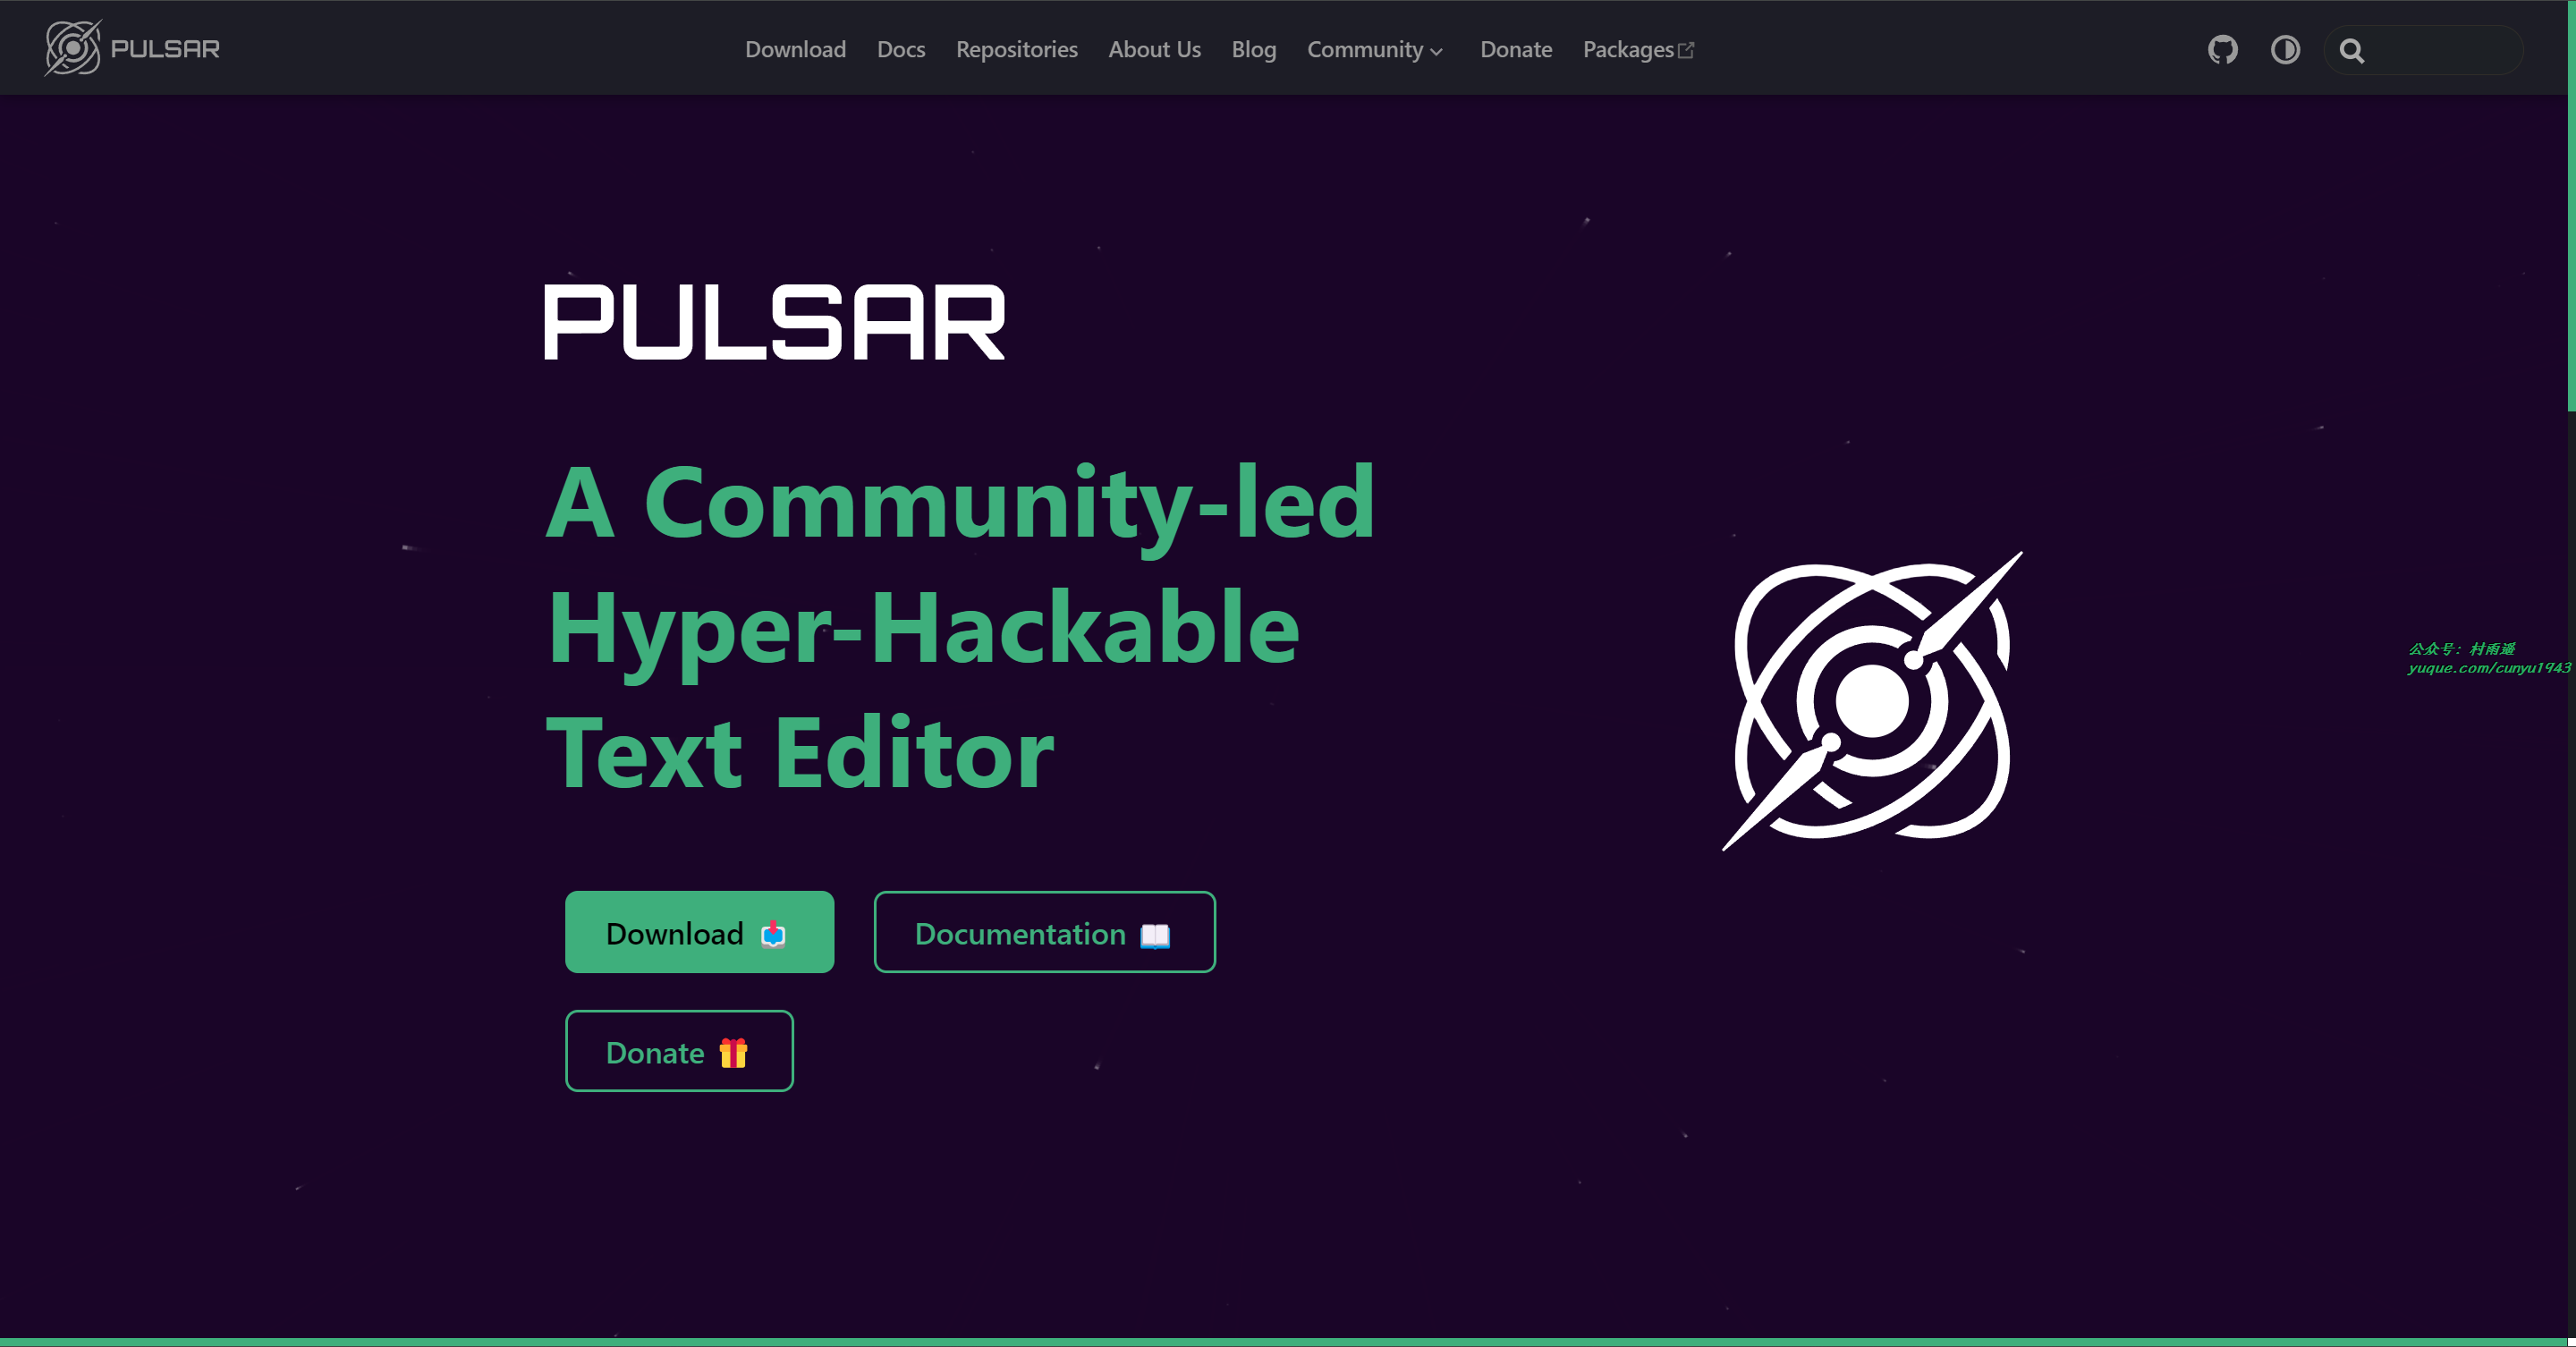 PULSAR
Download Docs Repositories About Us Blog Community Donate Packages
PULSAR
A Community-led
Hyper-Hackable
Text Editor
公众号：村雨遥
yuque.com/cunyu1943
Download
Documentation
Donate